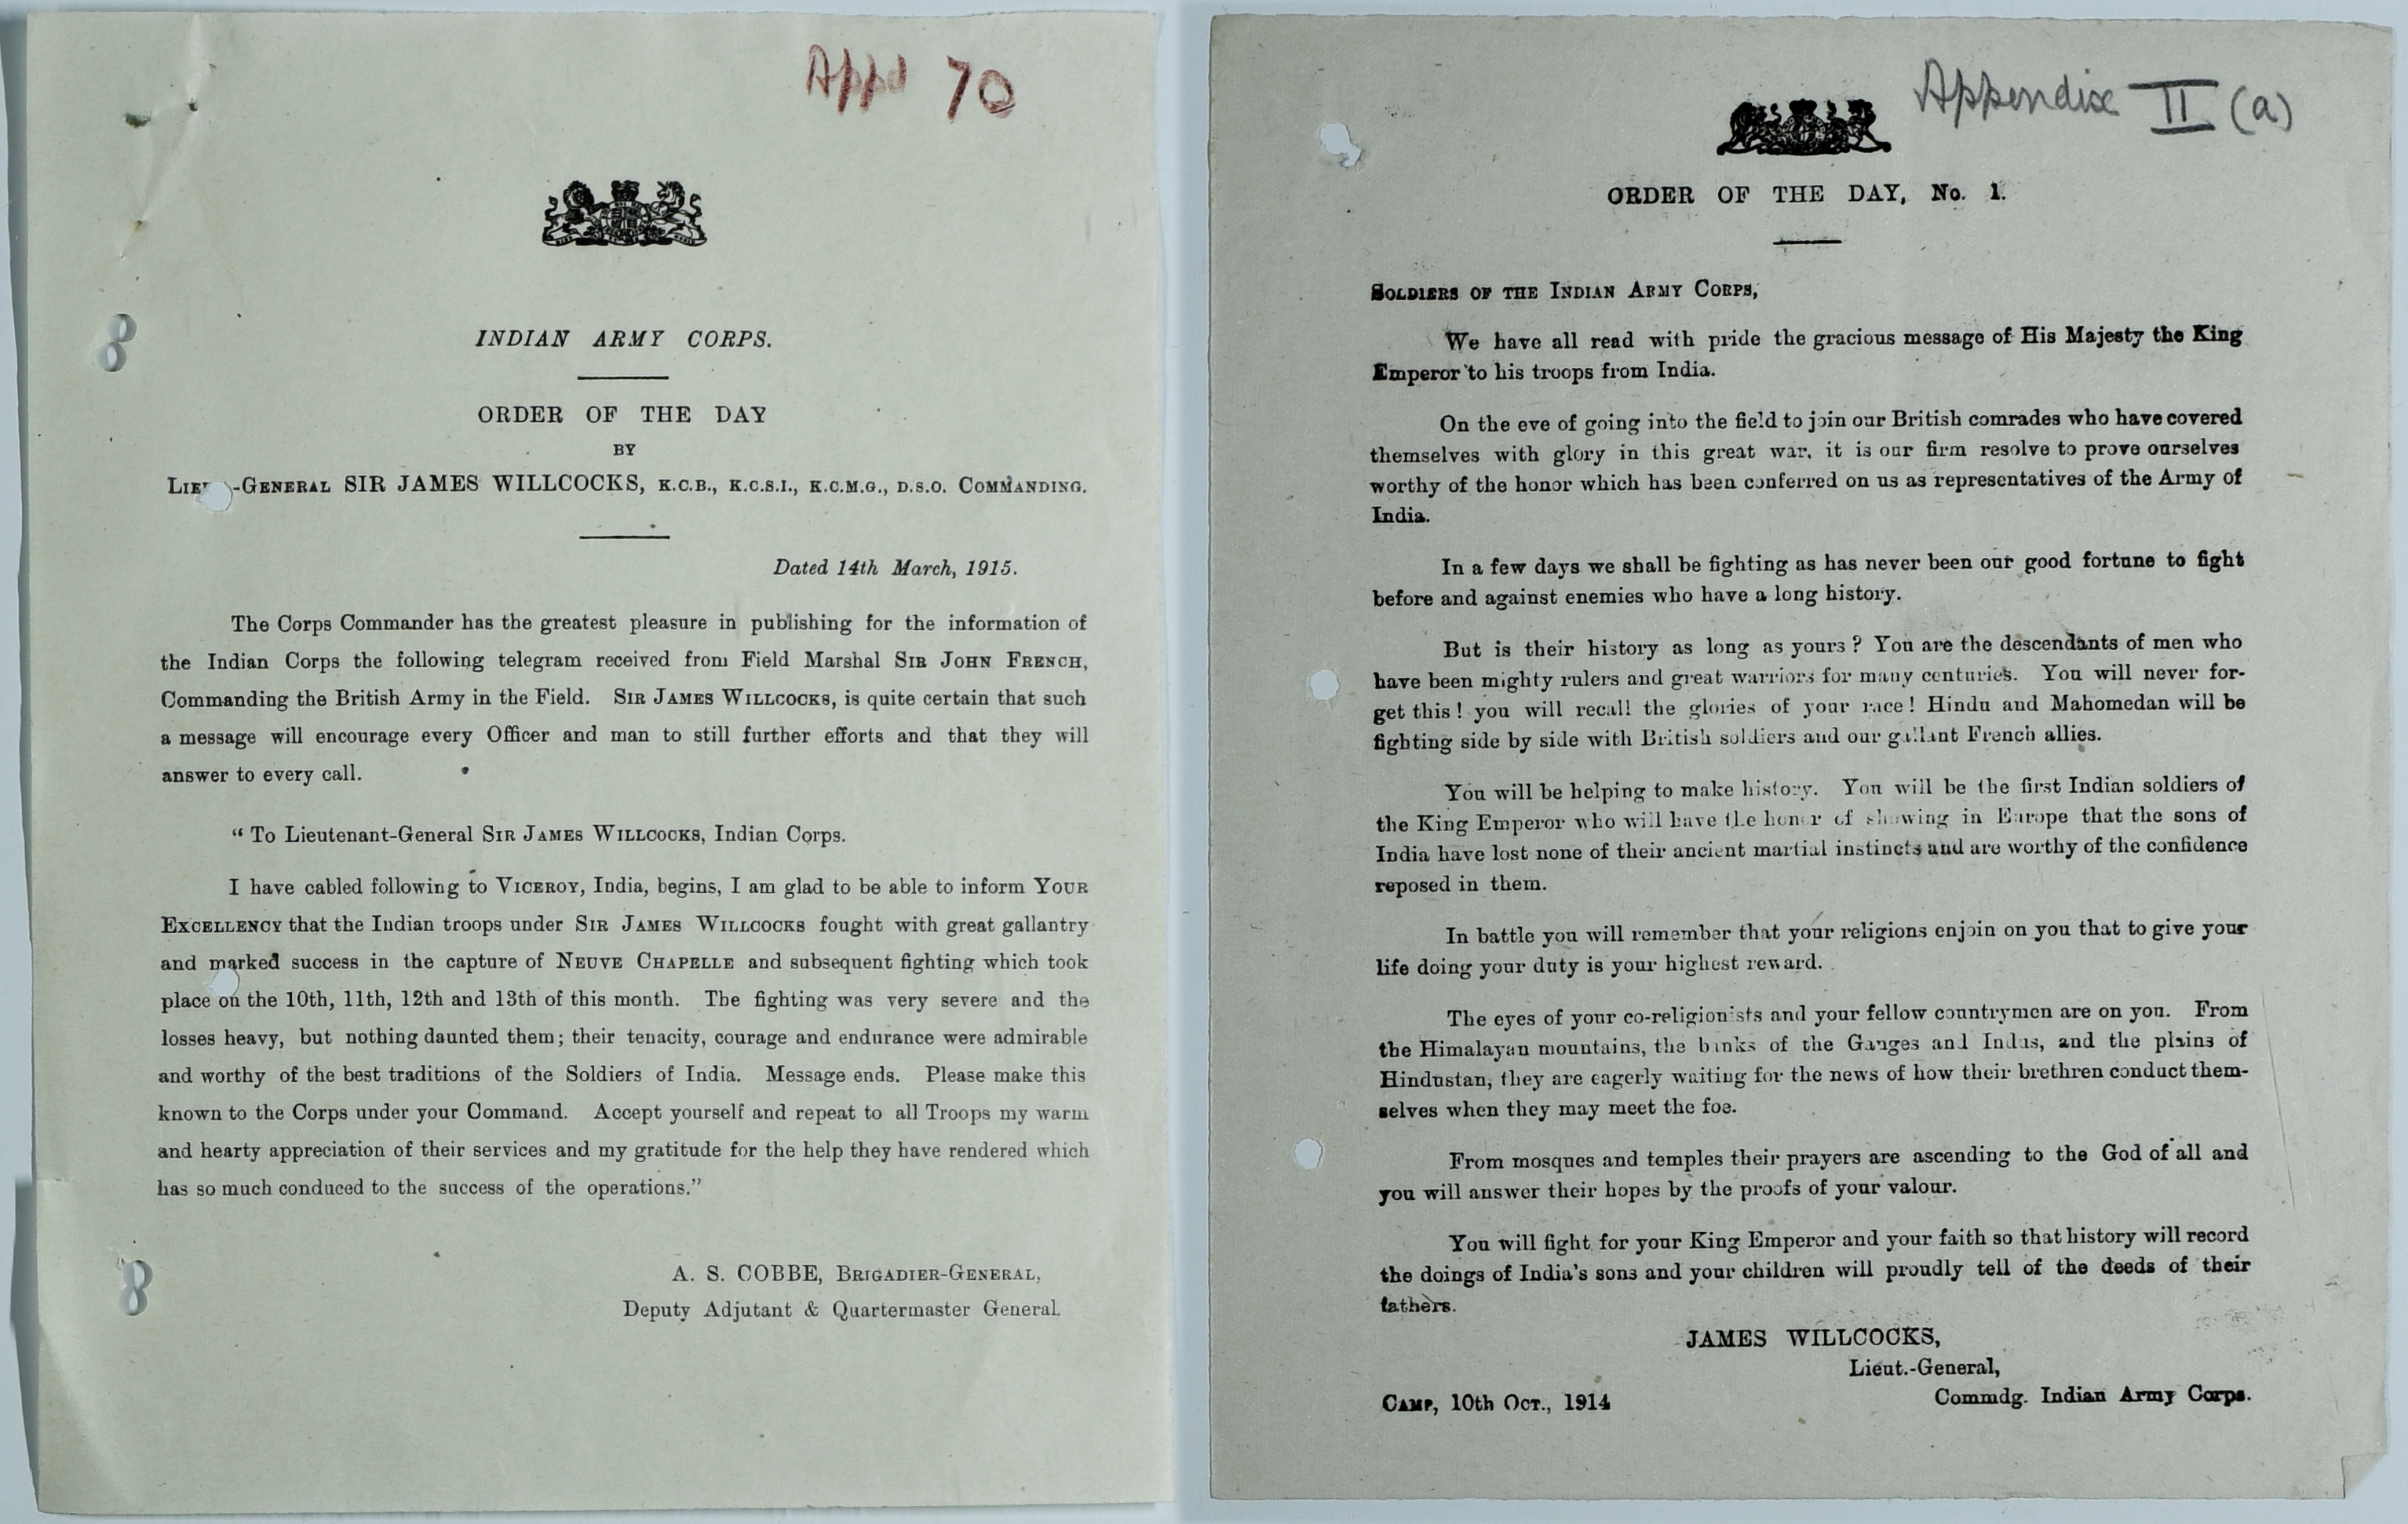 Appd 70
INDIAN ARMY CORPS.
ORDER OF THE DAY
BY
LIEU -GENERAL SIR JAMES WILLCOCKS, K.C.B., K.C.S.I., K.C.M.G., D.S.O. COMMANDING.
Dated 14th March, 1915.
The Corps Commander has the greatest pleasure in publishing for the information of
the Indian Corps the following telegram received from Field Marshal SIR JOHN FRENCH,
Commanding the British Army in the Field. SIR JAMES WILLCOCKS, is quite certain that such
a message will encourage every Officer and man to still further efforts and that they will
answer to every call.
“ To Lieutenant-General SIR JAMES WILLCOCKS, Indian Corps.
I have cabled following to VICEROY, India, begins, I am glad to be able to inform YOUR
EXCELLENCY that the Indian troops under SIR JAMES WILLCOCKS fought with great gallantry
and marked success in the capture of NEUVE CHAPELLE and subsequent fighting which took
place on the 10th, 11th, 12th and 13th of this month. The fighting was very severe and the
losses heavy, but nothing daunted them; their tenacity, courage and endurance were admirable
and worthy of the best traditions of the Soldiers of India. Message ends. Please make this
known to the Corps under your Command. Accept yourself and repeat to all Troops my warm
and hearty appreciation of their services and my gratitude for the help they have rendered which
has so much conduced to the success of the operations.”
A. S. COBBE, BRIGADIER-GENERAL,
Deputy Adjutant & Quartermaster General.
Appendix II (a)
ORDER OF THE DAY, No. 1.
SOLDIERS OF THE INDIAN ARMY CORPS,
We have all read with pride the gracious message of His Majesty the King
Emperor to his troops from India.
On the eve of going into the field to join our British comrades who have covered
themselves with glory in this great war, it is our firm resolve to prove ourselves
worthy of the honor which has been conferred on us as representatives of the Army of
India.
In a few days we shall be fighting as has never been our good fortune to fight
before and against enemies who have a long history.
But is their history as long as yours ? You are the descendants of men who
have been mighty rulers and great warriors for many centuries. You will never for-
get this ! you will recall the glories of your race ! Hindu and Mahomedan will be
fighting side by side with British soldiers and our gallant French allies.
You will be helping to make history. You will be the first Indian soldiers of
the King Emperor who will have the honor of showing in Europe that the sons of
India have lost none of their ancient martial instincts and are worthy of the confidence
reposed in them.
In battle you will remember that your religions enjoin on you that to give your
life doing your duty is your highest reward.
The eyes of your co-religionists and your fellow countrymen are on you. From
the Himalayan mountains, the banks of the Ganges and Indus, and the plains of
Hindustan, they are eagerly waiting for the news of how their brethren conduct them-
selves when they may meet the foe.
From mosques and temples their prayers are ascending to the God of all and
you will answer their hopes by the proofs of your valour.
You will fight for your King Emperor and your faith so that history will record
the doings of India's sons and your children will proudly tell of the deeds of their
fathers.
JAMES WILLCOCKS,
Lieut.-General,
Commdg. Indian Army Corps.
CAMP, 10th OCT., 1914